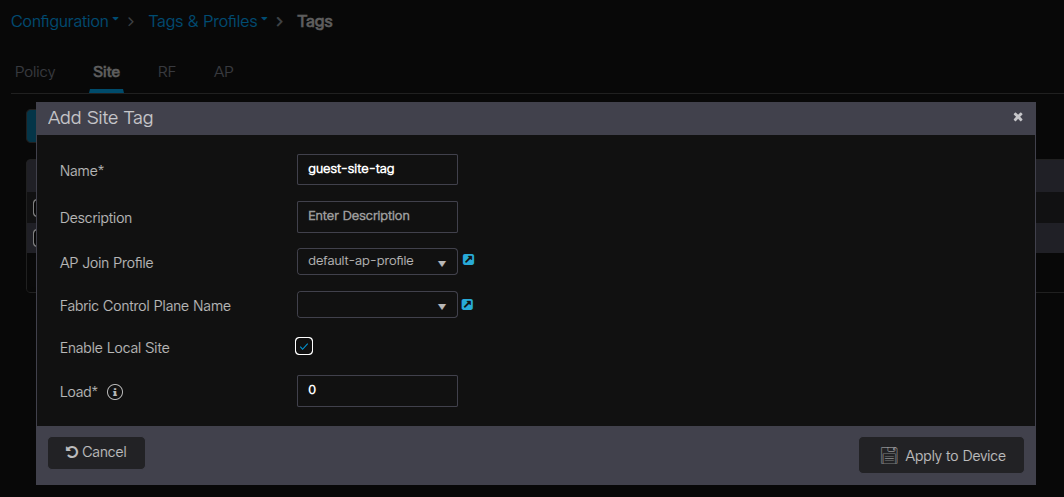 Configuration > Tags & Profiles > Tags
Policy Site RF AP
Add Site Tag
Name* guest-site-tag
Description Enter Description
AP Join Profile default-ap-profile
Fabric Control Plane Name
Enable Local Site
Load* 0
Cancel Apply to Device